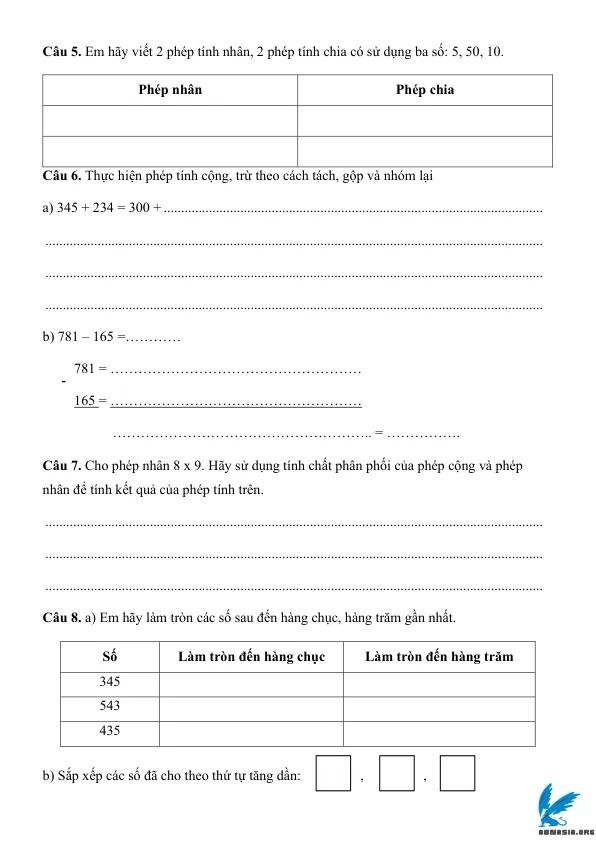 Câu 5. Em hãy viết 2 phép tính nhân, 2 phép tính chia có sử dụng ba số: 5, 50, 10.
Phép nhân Phép chia
Câu 6. Thực hiện phép tính cộng, trừ theo cách tách, gộp và nhóm lại
a) 345 + 234 = 300 + ............................................................................................................
..............................................................................................................................................
..............................................................................................................................................
..............................................................................................................................................
b) 781 – 165 =…………
781 = ………………………………………………
-
165 = ………………………………………………
……………………………………………….. = …………….
Câu 7. Cho phép nhân 8 x 9. Hãy sử dụng tính chất phân phối của phép cộng và phép
nhân để tính kết quả của phép tính trên.
..............................................................................................................................................
..............................................................................................................................................
..............................................................................................................................................
Câu 8. a) Em hãy làm tròn các số sau đến hàng chục, hàng trăm gần nhất.
Số Làm tròn đến hàng chục Làm tròn đến hàng trăm
345
543
435
b) Sắp xếp các số đã cho theo thứ tự tăng dần: , ,
ABNASIA.ORG